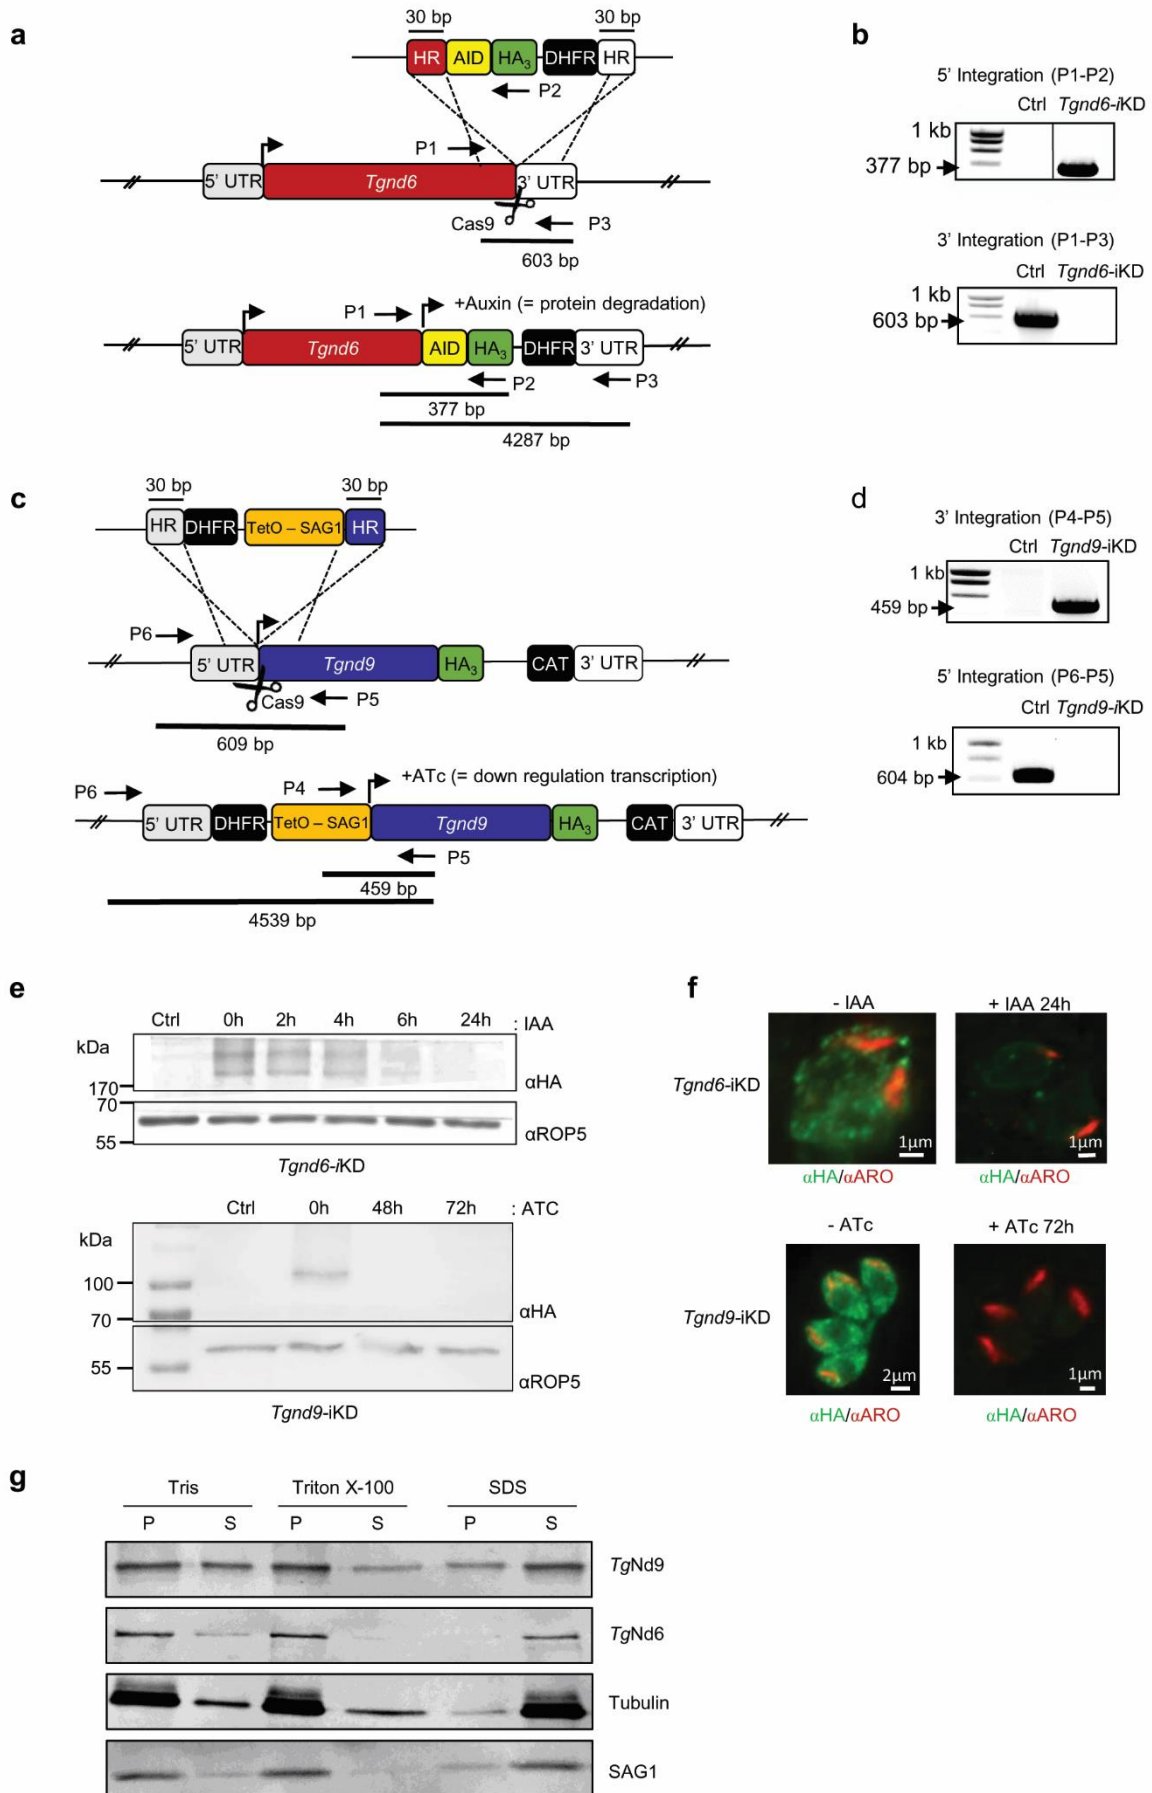 a
30 bp 30 bp
HR AID HA3 DHFR HR
P2
P1
5' UTR Tgnd6 3' UTR
Cas9 P3
603 bp
P1 +Auxin (= protein degradation)
5' UTR Tgnd6 AID HA3 DHFR 3' UTR
P2 P3
377 bp
4287 bp
b
5' Integration (P1-P2)
Ctrl Tgnd6-iKD
1 kb
377 bp
3' Integration (P1-P3)
Ctrl Tgnd6-iKD
1 kb
603 bp
c
30 bp 30 bp
HR DHFR TetO – SAG1 HR
P6
5' UTR Tgnd9 HA3 CAT 3' UTR
Cas9 P5
609 bp
P6 P4 +ATc (= down regulation transcription)
5' UTR DHFR TetO – SAG1 Tgnd9 HA3 CAT 3' UTR
P5
459 bp
4539 bp
d
3' Integration (P4-P5)
Ctrl Tgnd9-iKD
1 kb
459 bp
5' Integration (P6-P5)
Ctrl Tgnd9-iKD
1 kb
604 bp
e
Ctrl 0h 2h 4h 6h 24h : IAA
kDa
170 αHA
70
55 αROP5
Tgnd6-iKD
Ctrl 0h 48h 72h : ATC
kDa
100
70 αHA
55 αROP5
Tgnd9-iKD
f
- IAA + IAA 24h
Tgnd6-iKD
1µm 1µm
αHA/αARO αHA/αARO
- ATc + ATc 72h
Tgnd9-iKD
2µm 1µm
αHA/αARO αHA/αARO
g
Tris Triton X-100 SDS
P S P S P S
TgNd9
TgNd6
Tubulin
SAG1